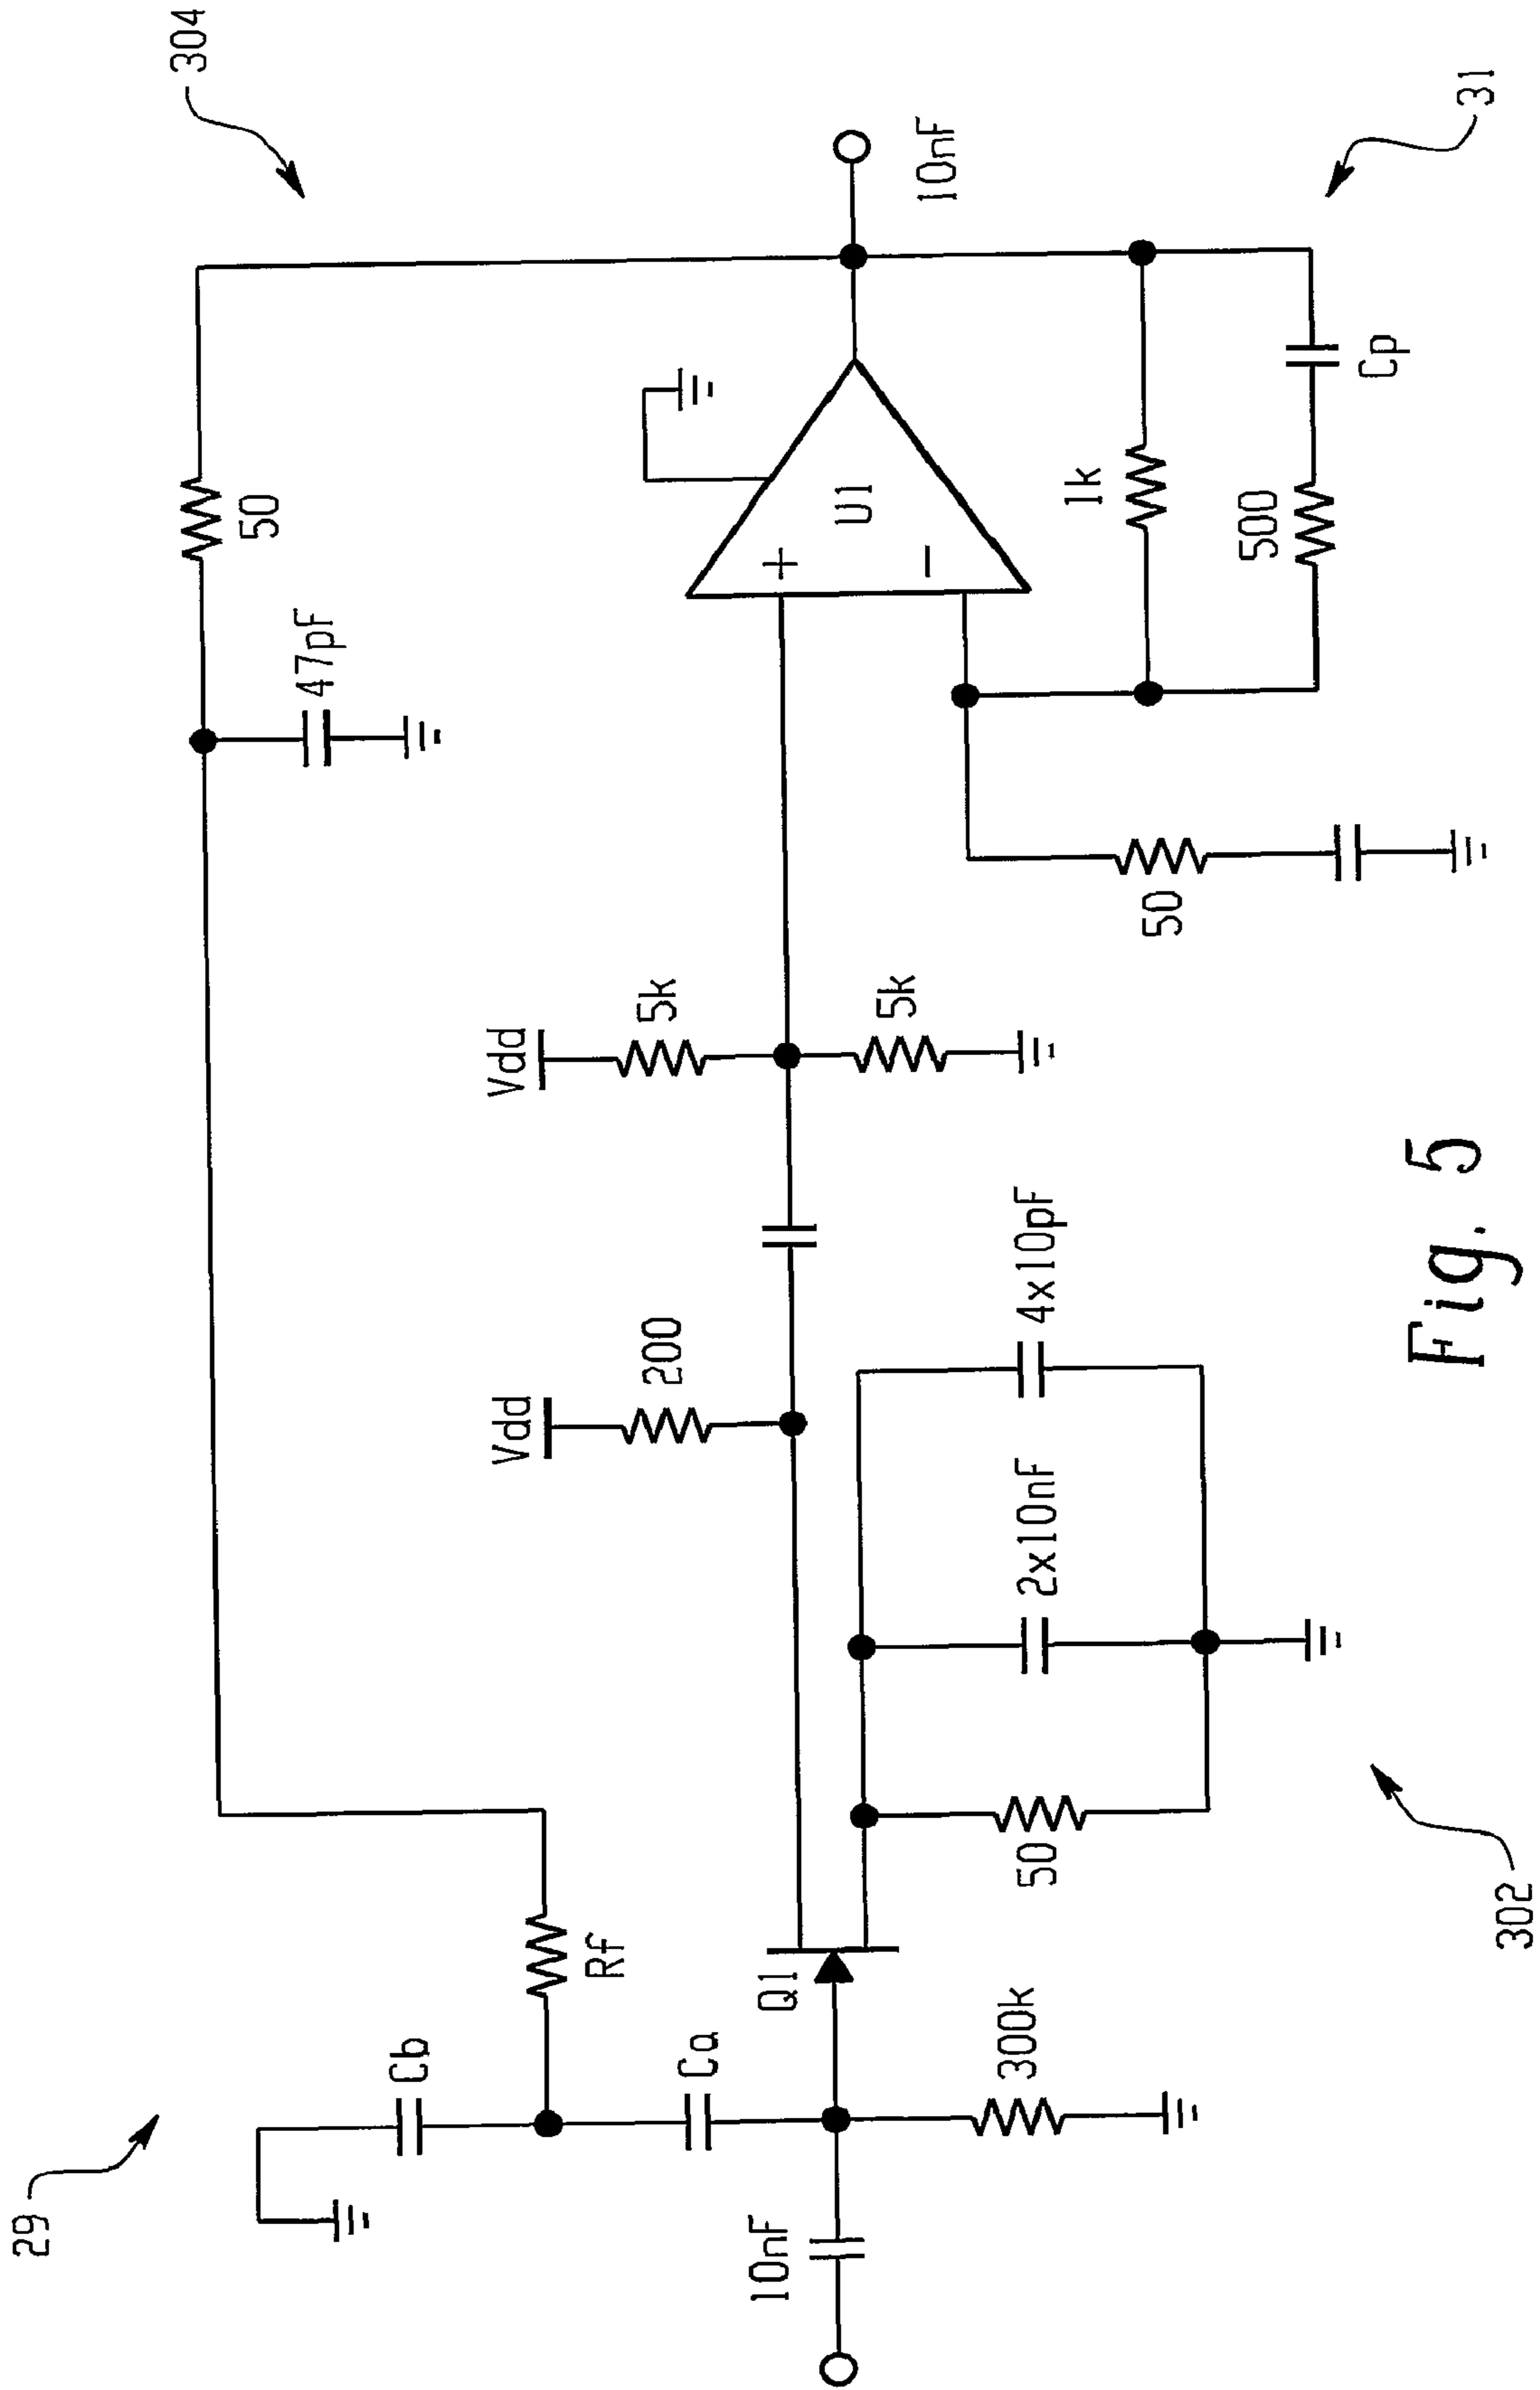 304
29
50
47pF
Cb
Rf
Ca
Vdd
200
Vdd
5k
5k
+
−
U1
10nF
10nF
Q1
300k
50
2x10nF
4x10pF
50
1k
500
Cp
31
302
Fig. 5